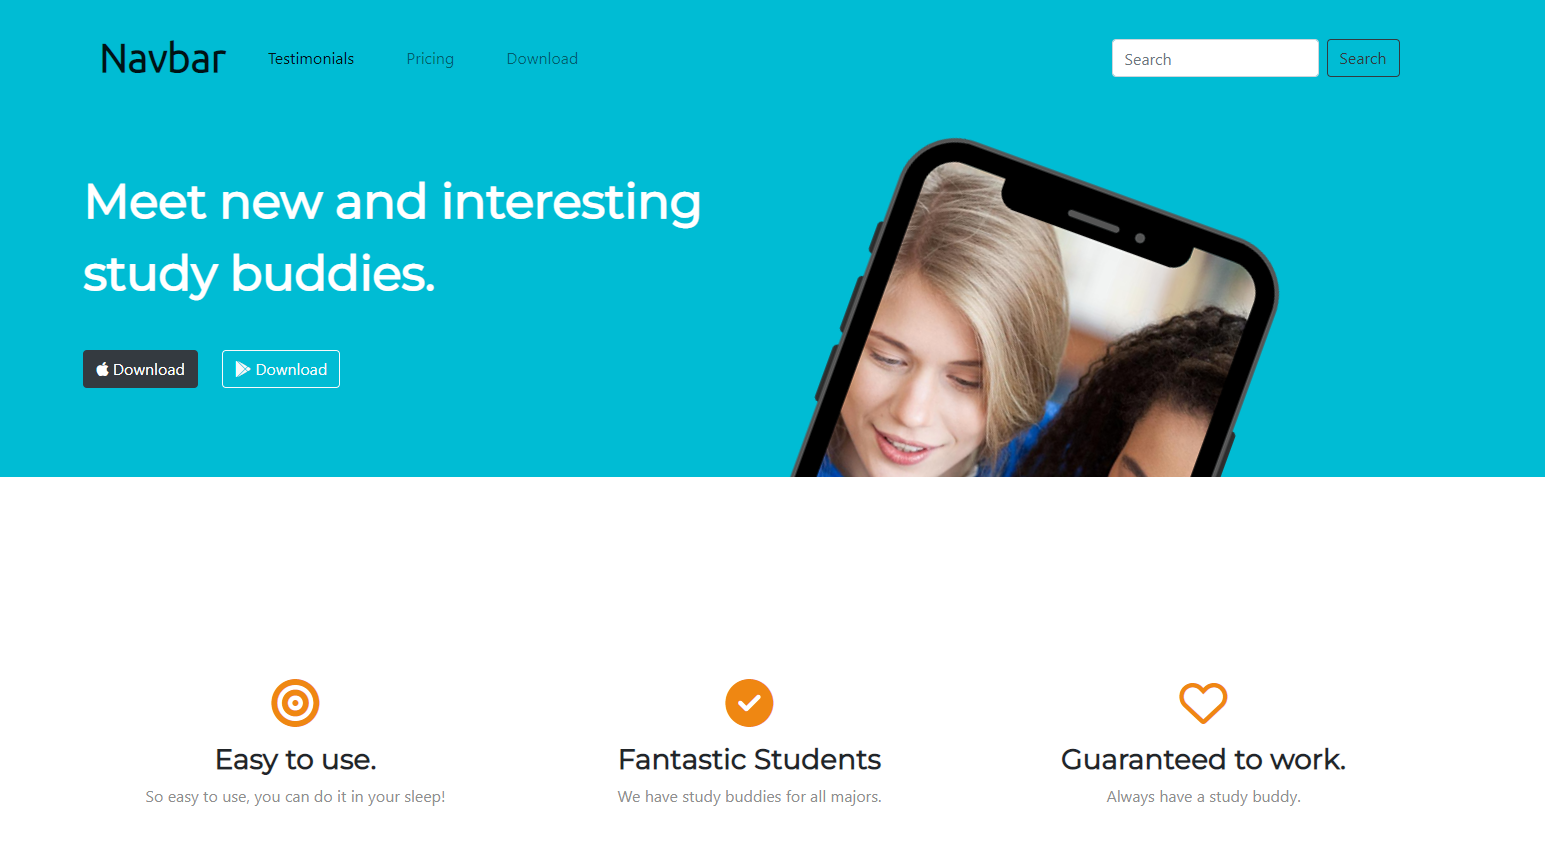 Navbar Testimonials Pricing Download Search Search
Meet new and interesting
study buddies.
Download Download
Easy to use. Fantastic Students Guaranteed to work.
So easy to use, you can do it in your sleep! We have study buddies for all majors. Always have a study buddy.